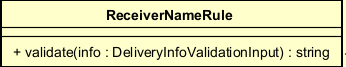 ReceiverNameRule
+ validate(info : DeliveryInfoValidationInput) : string